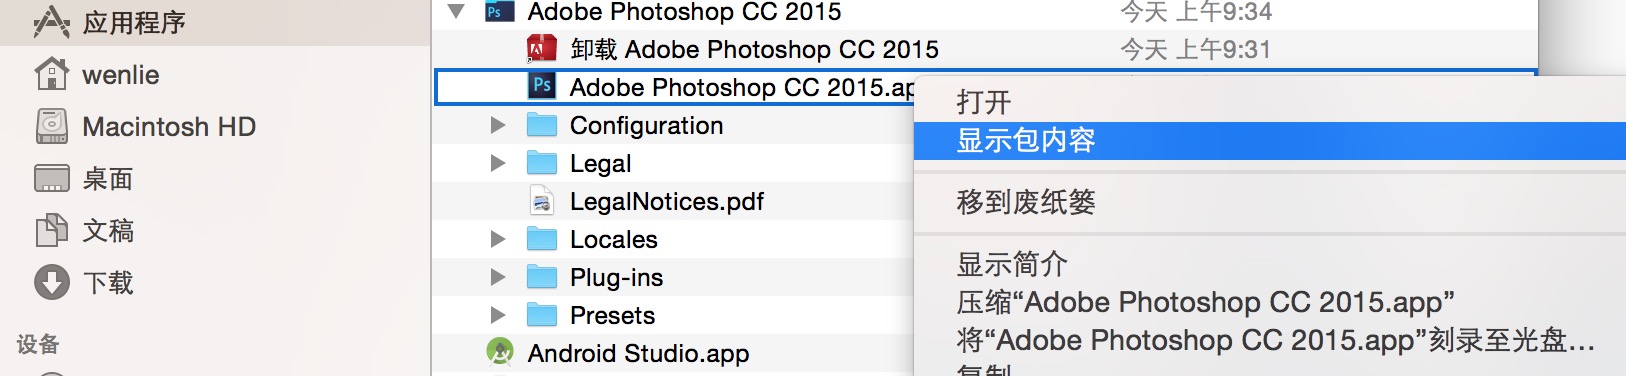 应用程序
wenlie
Macintosh HD
桌面
文稿
下载
设备
Adobe Photoshop CC 2015
今天 上午9:34
卸载 Adobe Photoshop CC 2015
今天 上午9:31
Adobe Photoshop CC 2015.ap
Configuration
Legal
LegalNotices.pdf
Locales
Plug-ins
Presets
Android Studio.app
打开
显示包内容
移到废纸篓
显示简介
压缩“Adobe Photoshop CC 2015.app”
将“Adobe Photoshop CC 2015.app”刻录至光盘...
复制